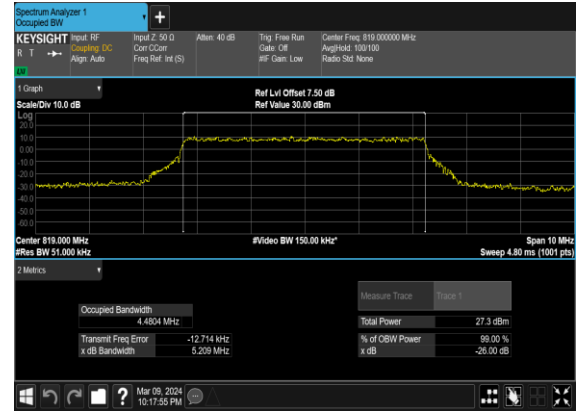 Spectrum Analyzer 1
Occupied BW
+
KEYSIGHT
R T
LV
Input: RF
Coupling: DC
Align: Auto
Input Z: 50 Ω
Corr CCorr
Freq Ref: Int (S)
Atten: 40 dB
Trig: Free Run
Gate: Off
#IF Gain: Low
Center Freq: 819.000000 MHz
Avg|Hold: 100/100
Radio Std: None
1 Graph
Scale/Div 10.0 dB
Ref Lvl Offset 7.50 dB
Ref Value 30.00 dBm
Log
20.0
10.0
0.00
-10.0
-20.0
-30.0
-40.0
-50.0
-60.0
Center 819.000 MHz
#Res BW 51.000 kHz
#Video BW 150.00 kHz*
Span 10 MHz
Sweep 4.80 ms (1001 pts)
2 Metrics
Measure Trace Trace 1
Occupied Bandwidth
4.4804 MHz
Total Power 27.3 dBm
Transmit Freq Error -12.714 kHz
% of OBW Power 99.00 %
x dB Bandwidth 5.209 MHz
x dB -26.00 dB
?
Mar 09, 2024
10:17:55 PM